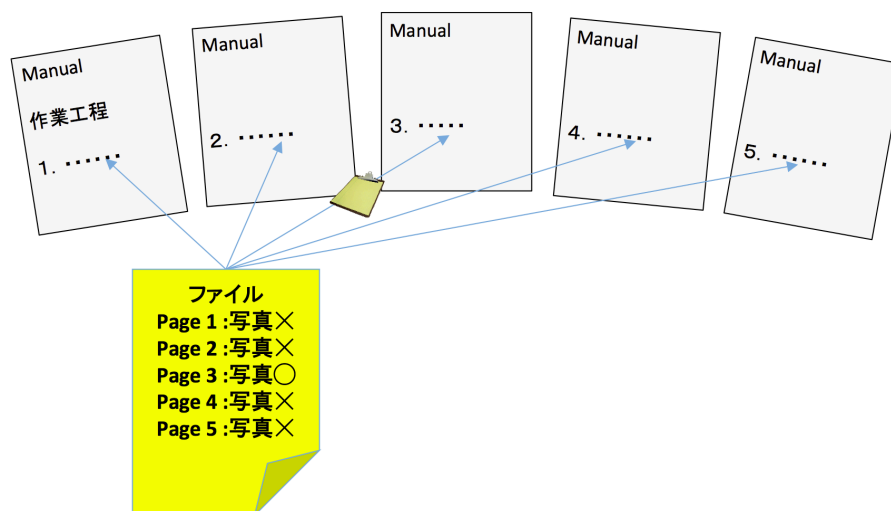 Manual
作業工程
1. ・・・・・・
Manual
2. ・・・・・・
Manual
3. ・・・・・
Manual
4. ・・・・・・
Manual
5. ・・・・・・
ファイル
Page 1 :写真×
Page 2 :写真×
Page 3 :写真○
Page 4 :写真×
Page 5 :写真×